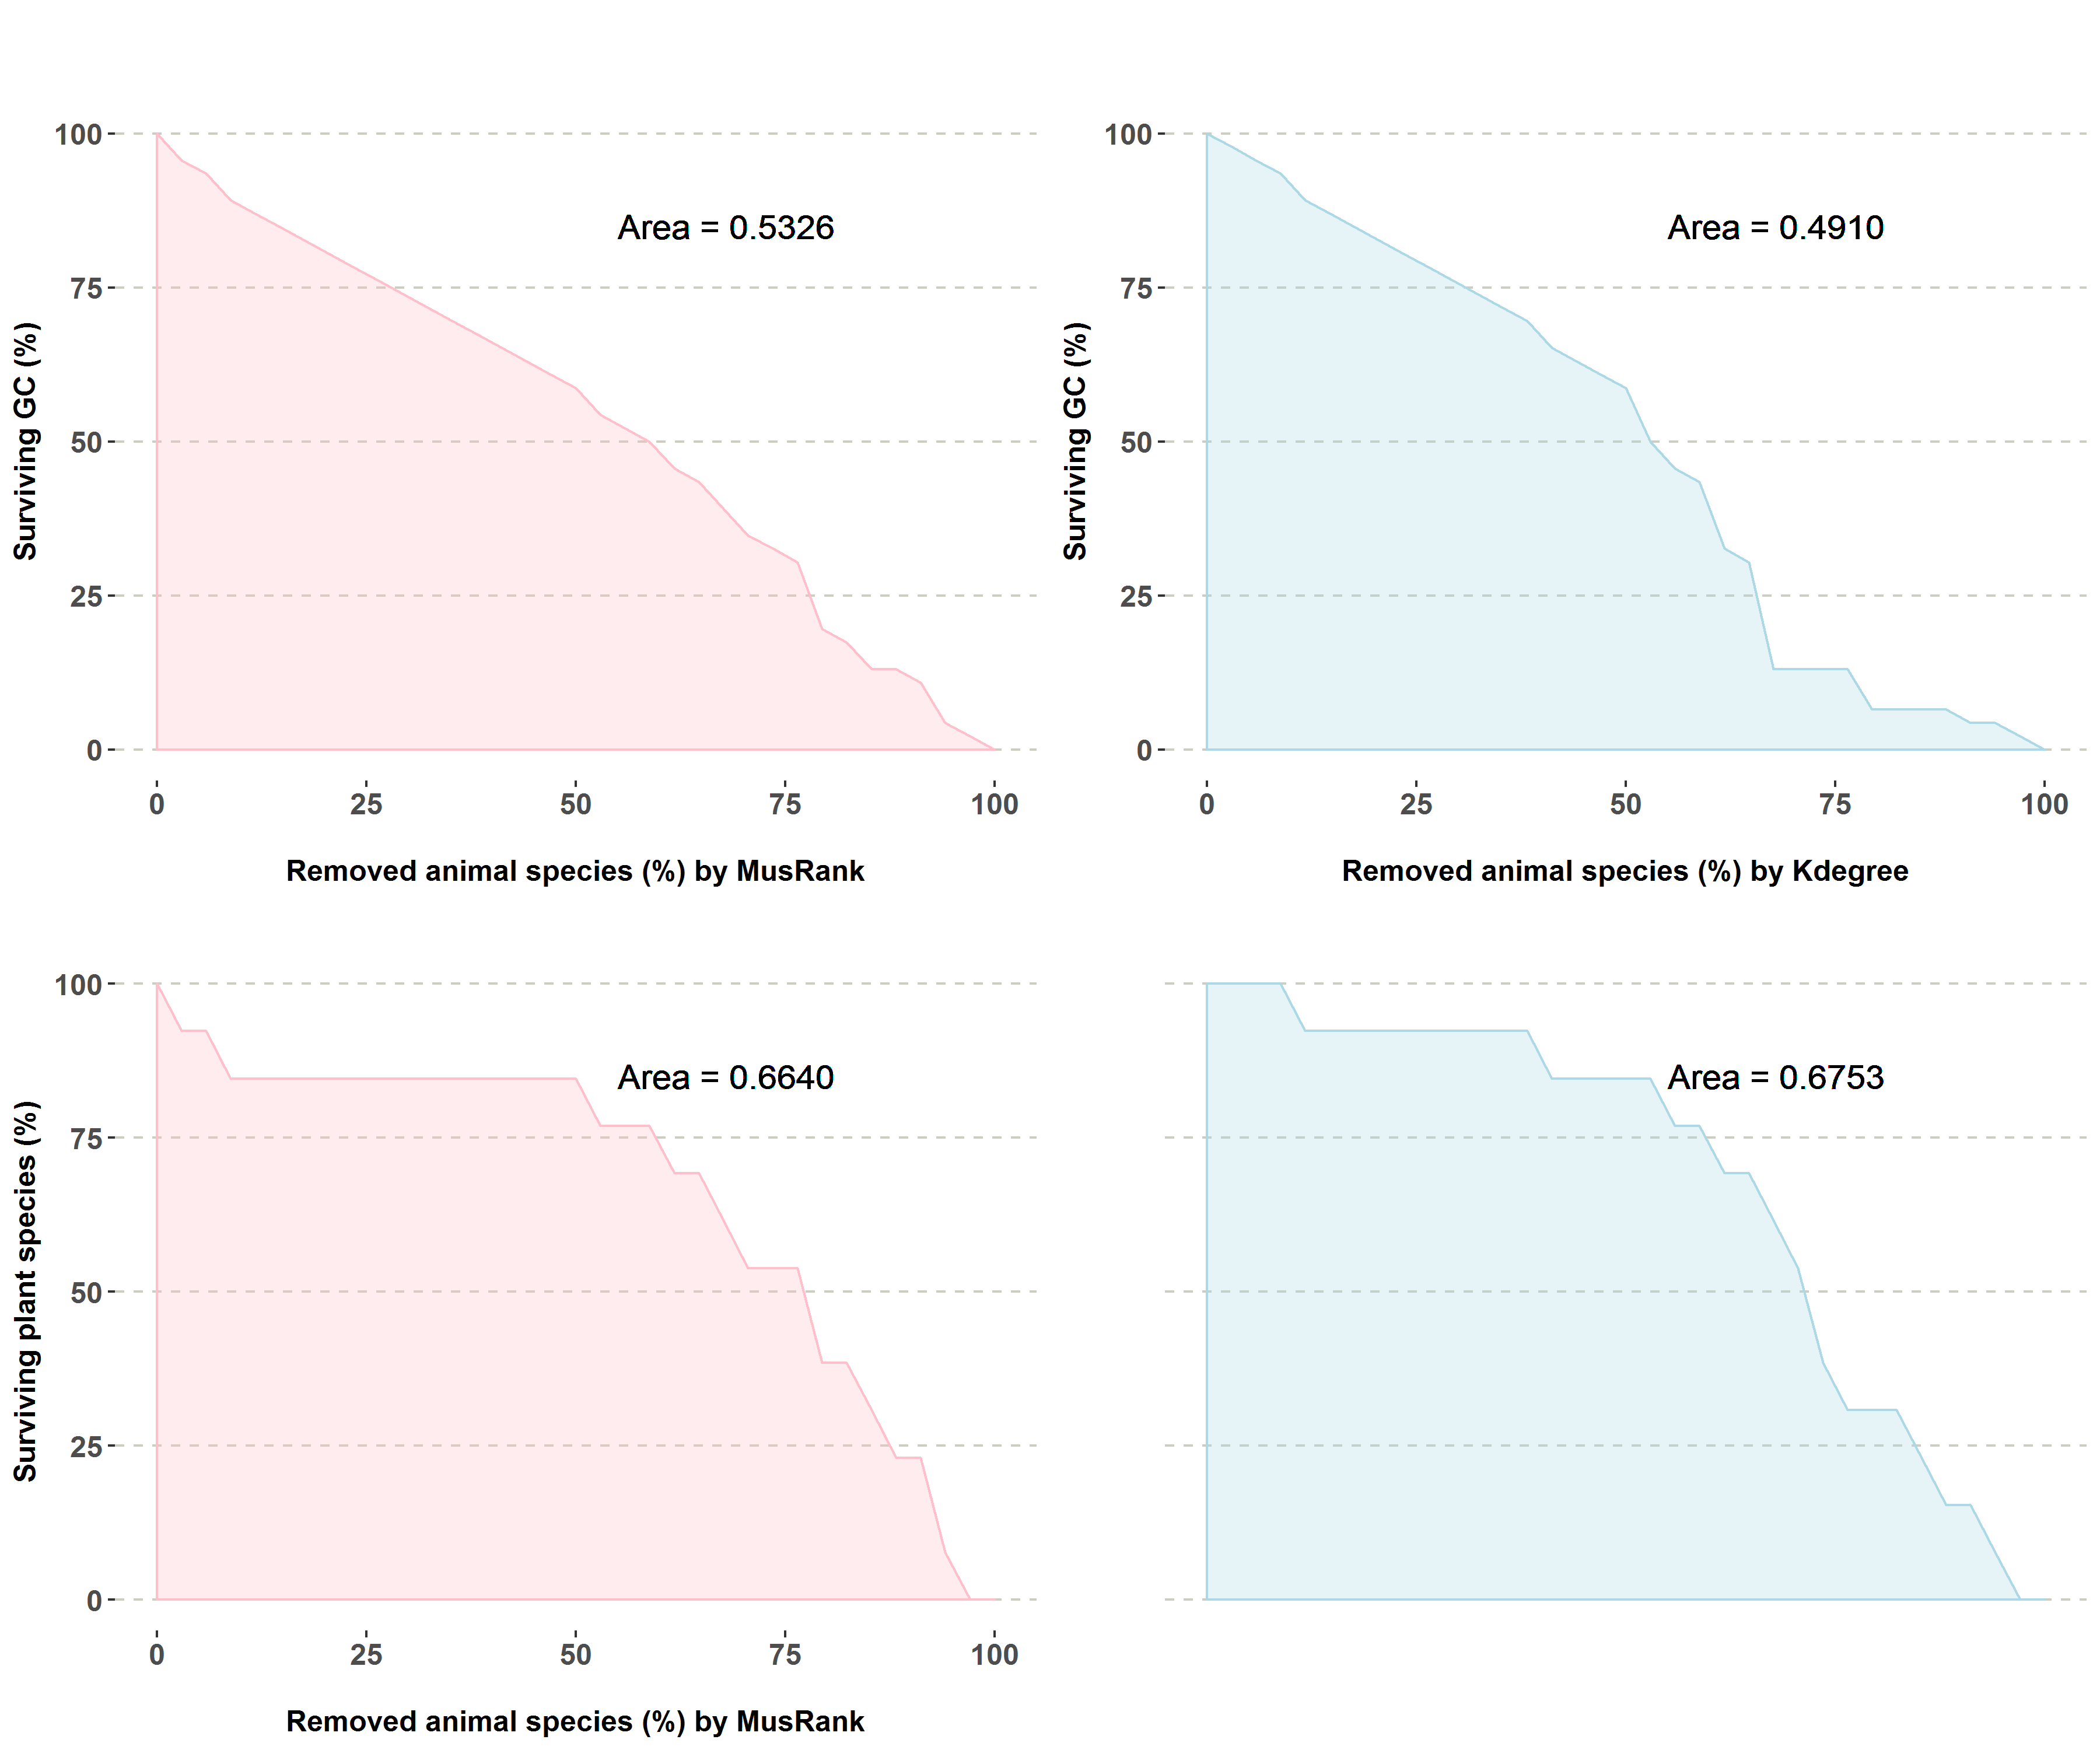 100
75
50
25
0
Surviving GC (%)
Area = 0.5326
0 25 50 75 100
Removed animal species (%) by MusRank
100
75
50
25
0
Surviving GC (%)
Area = 0.4910
0 25 50 75 100
Removed animal species (%) by Kdegree
100
75
50
25
0
Surviving plant species (%)
Area = 0.6640
0 25 50 75 100
Removed animal species (%) by MusRank
Area = 0.6753